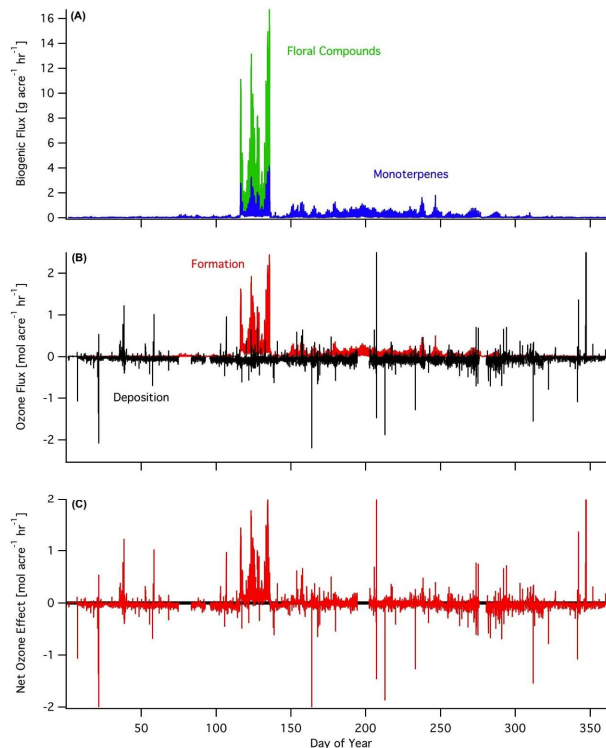 (A)
Floral Compounds
Monoterpenes
Biogenic Flux [g acre⁻¹ hr⁻¹]
16
14
12
10
8
6
4
2
0
(B)
Formation
Deposition
Ozone Flux [mol acre⁻¹ hr⁻¹]
2
1
0
-1
-2
(C)
Net Ozone Effect [mol acre⁻¹ hr⁻¹]
2
1
0
-1
-2
50 100 150 200 250 300 350
Day of Year